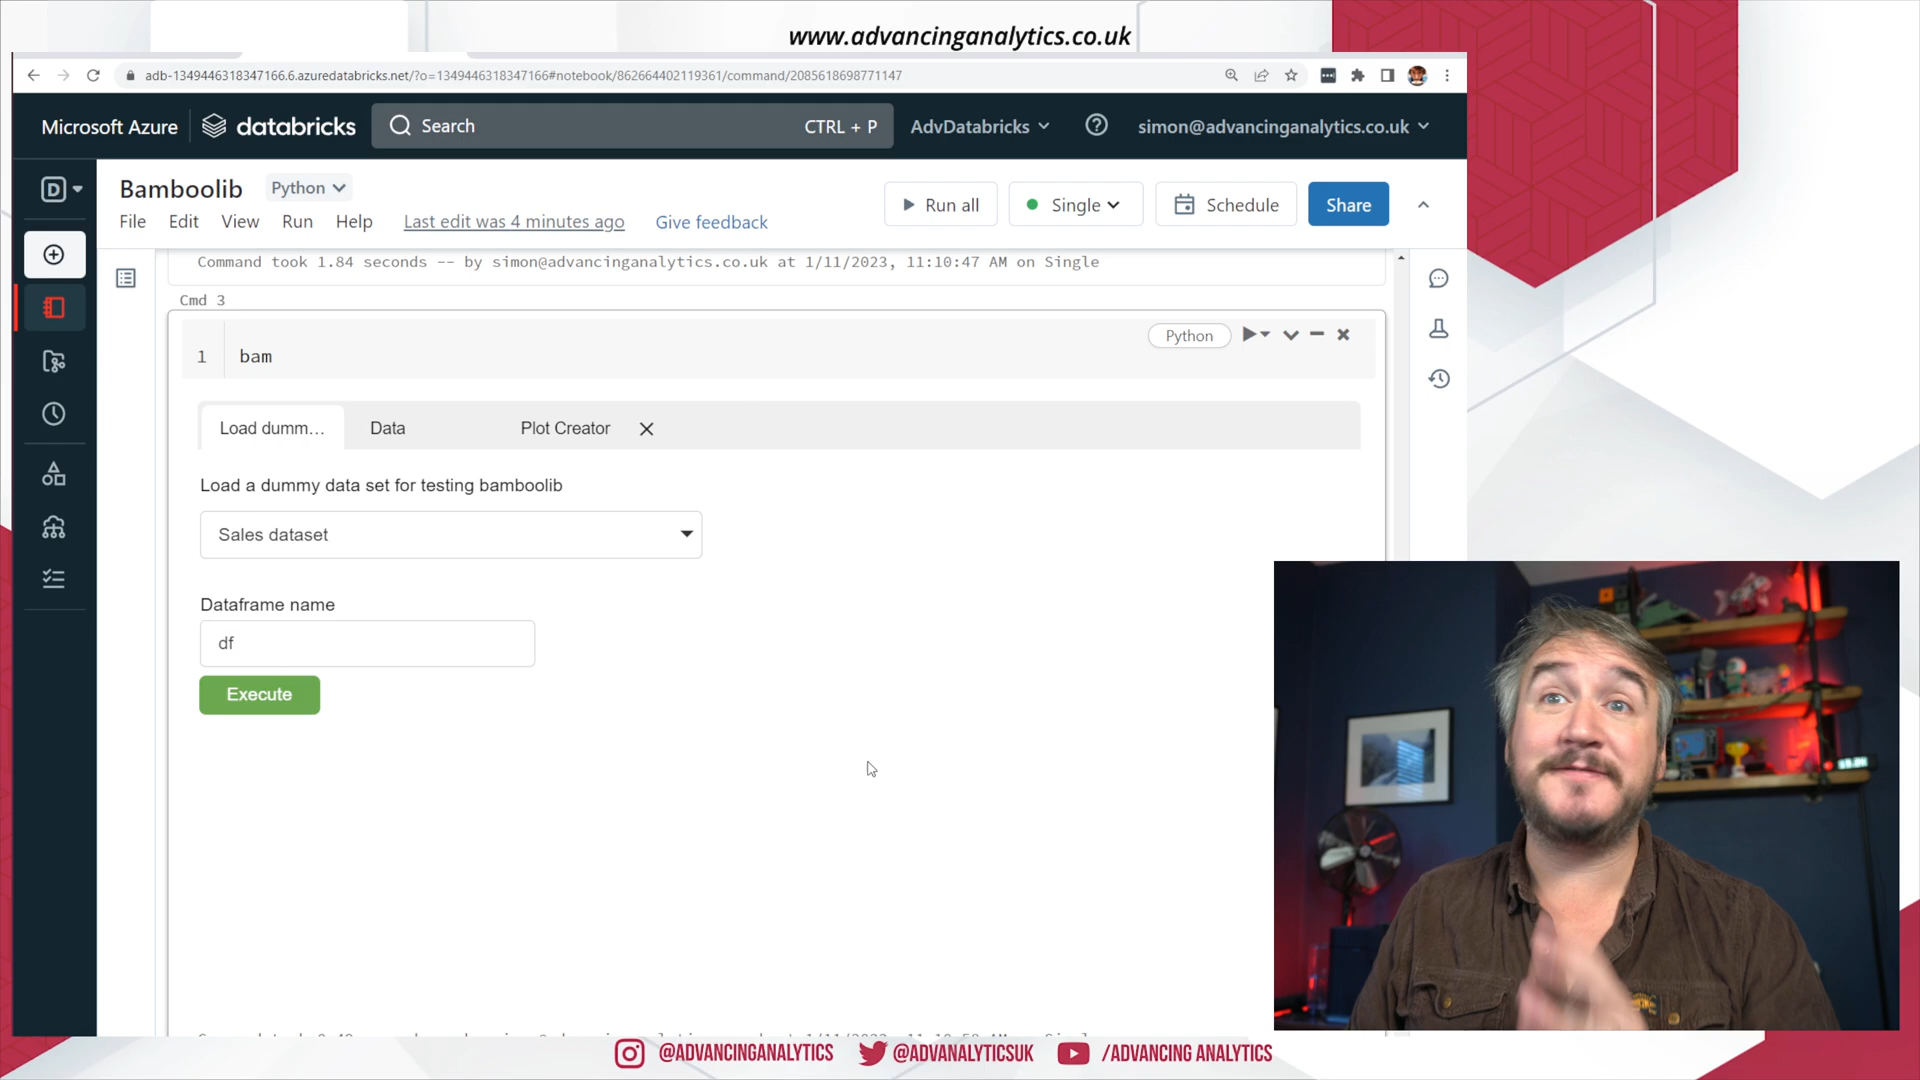 www.advancinganalytics.co.uk
adb-1349446318347166.6.azuredatabricks.net/?o=1349446318347166#notebook/862664402119361/command/2085618698771147
Microsoft Azure databricks Search CTRL + P AdvDatabricks simon@advancinganalytics.co.uk
D
Bamboolib Python
Run all Single Schedule Share
File Edit View Run Help Last edit was 4 minutes ago Give feedback
Command took 1.84 seconds -- by simon@advancinganalytics.co.uk at 1/11/2023, 11:10:47 AM on Single
Cmd 3
Python
1 bam
Load dumm... Data Plot Creator
Load a dummy data set for testing bamboolib
Sales dataset
Dataframe name
df
Execute
@ADVANCINGANALYTICS @ADVANALYTICSUK /ADVANCING ANALYTICS